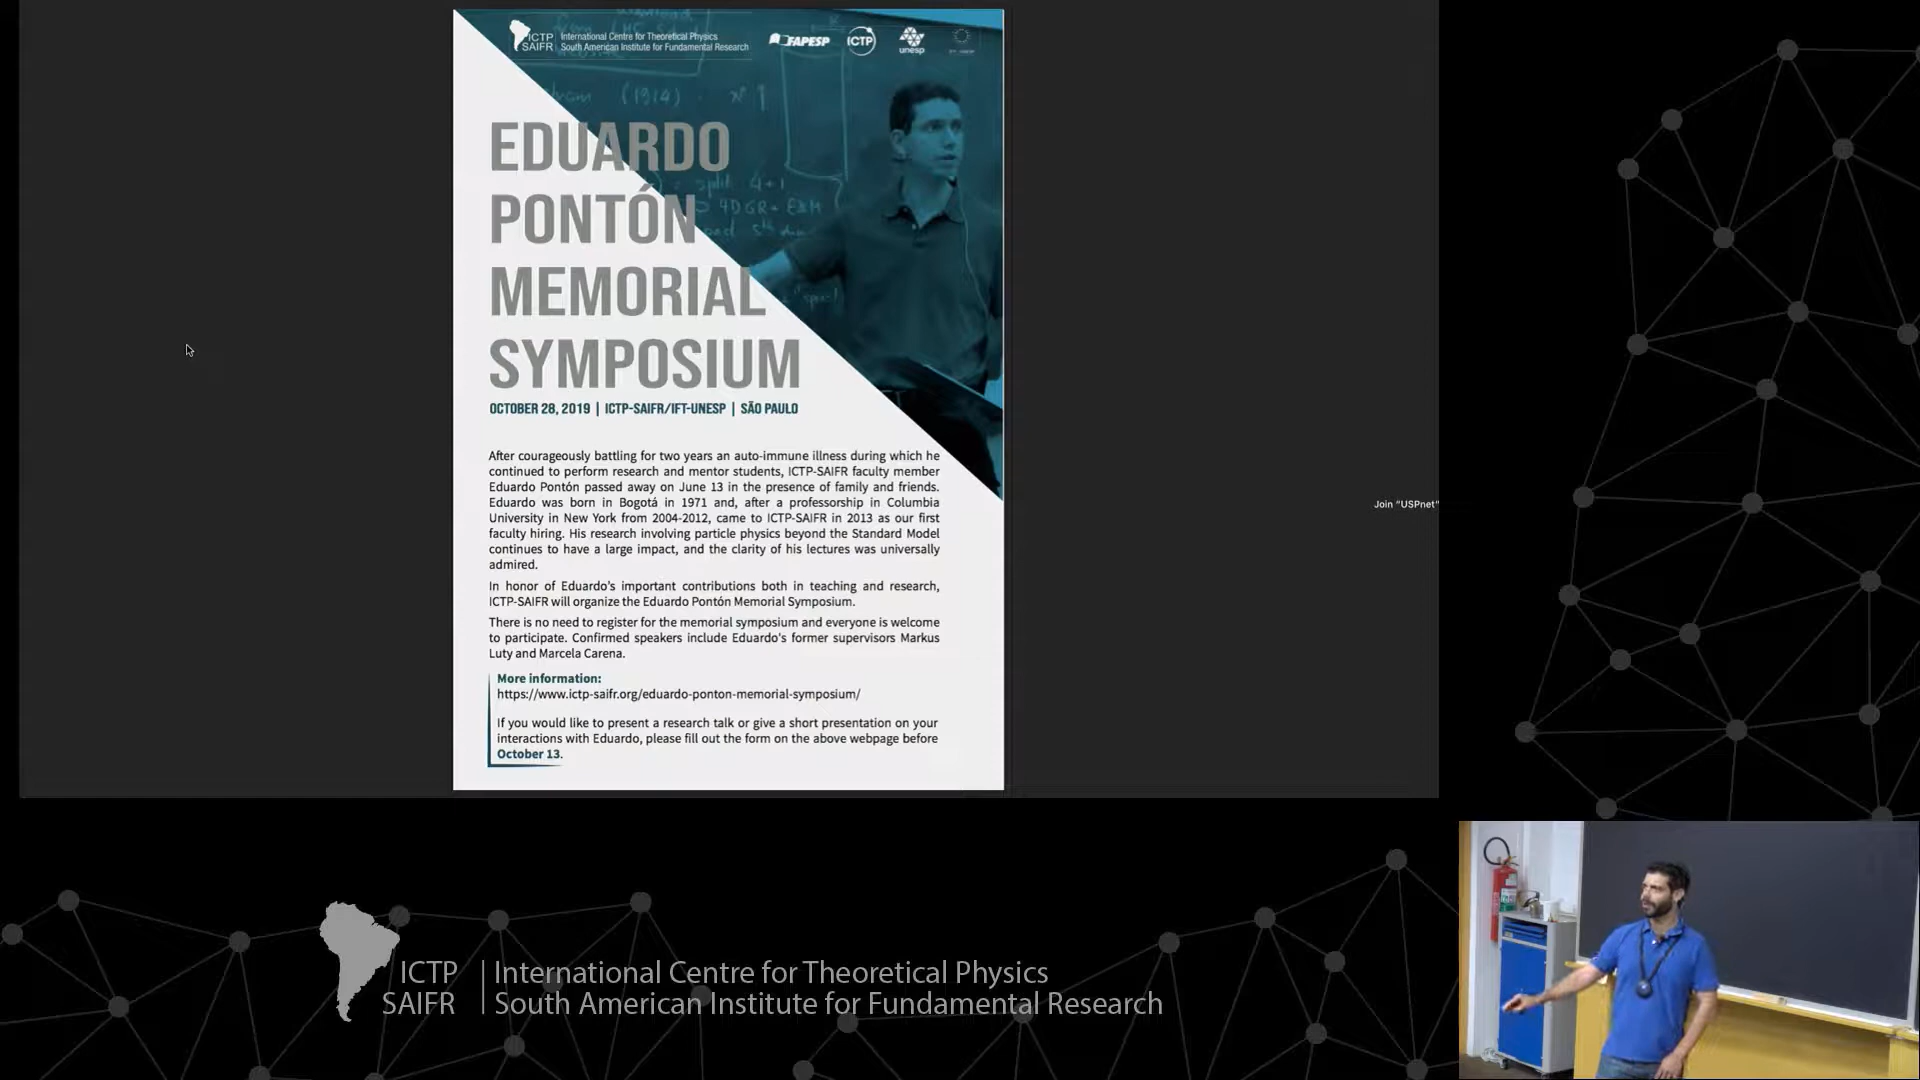 ICTP
SAIFR
International Centre for Theoretical Physics
South American Institute for Fundamental Research
FAPESP
ICTP
unesp
(1914)
split 4+1
4D GR + E&M
EDUARDO
PONTÓN
MEMORIAL
SYMPOSIUM
OCTOBER 28, 2019 | ICTP-SAIFR/IFT-UNESP | SÃO PAULO
After courageously battling for two years an auto-immune illness during which he
continued to perform research and mentor students, ICTP-SAIFR faculty member
Eduardo Pontón passed away on June 13 in the presence of family and friends.
Eduardo was born in Bogotá in 1971 and, after a professorship in Columbia
University in New York from 2004-2012, came to ICTP-SAIFR in 2013 as our first
faculty hiring. His research involving particle physics beyond the Standard Model
continues to have a large impact, and the clarity of his lectures was universally
admired.
In honor of Eduardo's important contributions both in teaching and research,
ICTP-SAIFR will organize the Eduardo Pontón Memorial Symposium.
There is no need to register for the memorial symposium and everyone is welcome
to participate. Confirmed speakers include Eduardo's former supervisors Markus
Luty and Marcela Carena.
More information:
https://www.ictp-saifr.org/eduardo-ponton-memorial-symposium/
If you would like to present a research talk or give a short presentation on your
interactions with Eduardo, please fill out the form on the above webpage before
October 13.
Join “USPnet”
ICTP
SAIFR
International Centre for Theoretical Physics
South American Institute for Fundamental Research